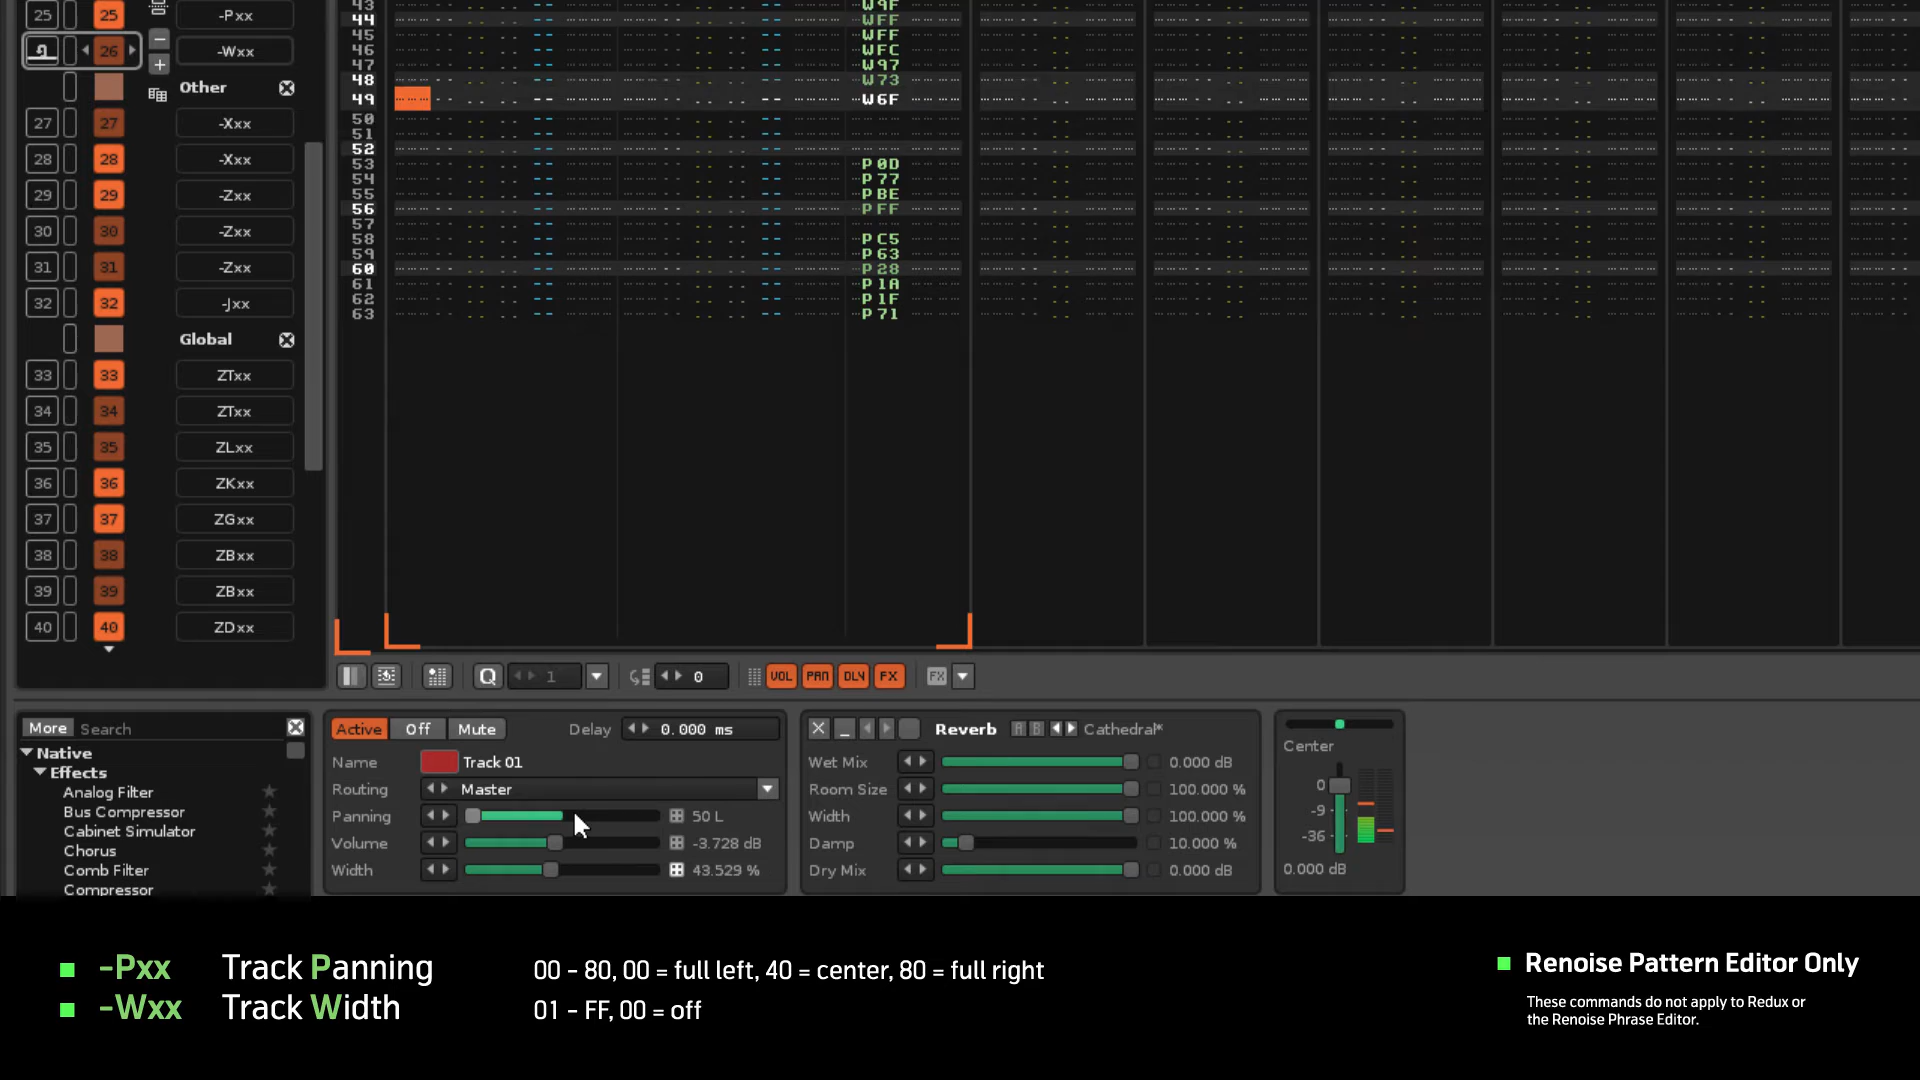 25 25 -Pxx
26 -Wxx
Other
27 27 -Xxx
28 28 -Xxx
29 29 -Zxx
30 30 -Zxx
31 31 -Zxx
32 32 -Jxx
Global
33 33 ZTxx
34 34 ZTxx
35 35 ZLxx
36 36 ZKxx
37 37 ZGxx
38 38 ZBxx
39 39 ZBxx
40 40 ZDxx
43 W9F
44 WFF
45 WFF
46 WFC
47 W97
48 W73
49 W6F
50
51
52
53 P0D
54 P77
55 PBE
56 PFF
57
58 PC5
59 P63
60 P28
61 P1A
62 P1F
63 P71
Q 1 0 VOL PAN DLY FX FX
More Search
Native
Effects
Analog Filter
Bus Compressor
Cabinet Simulator
Chorus
Comb Filter
Compressor
Active Off Mute Delay 0.000 ms
Name Track 01
Routing Master
Panning 50 L
Volume -3.728 dB
Width 43.529 %
Reverb A B Cathedral*
Wet Mix 0.000 dB
Room Size 100.000 %
Width 100.000 %
Damp 10.000 %
Dry Mix 0.000 dB
Center
0
-9
-36
0.000 dB
-Pxx Track Panning 00 - 80, 00 = full left, 40 = center, 80 = full right
-Wxx Track Width 01 - FF, 00 = off
Renoise Pattern Editor Only
These commands do not apply to Redux or
the Renoise Phrase Editor.